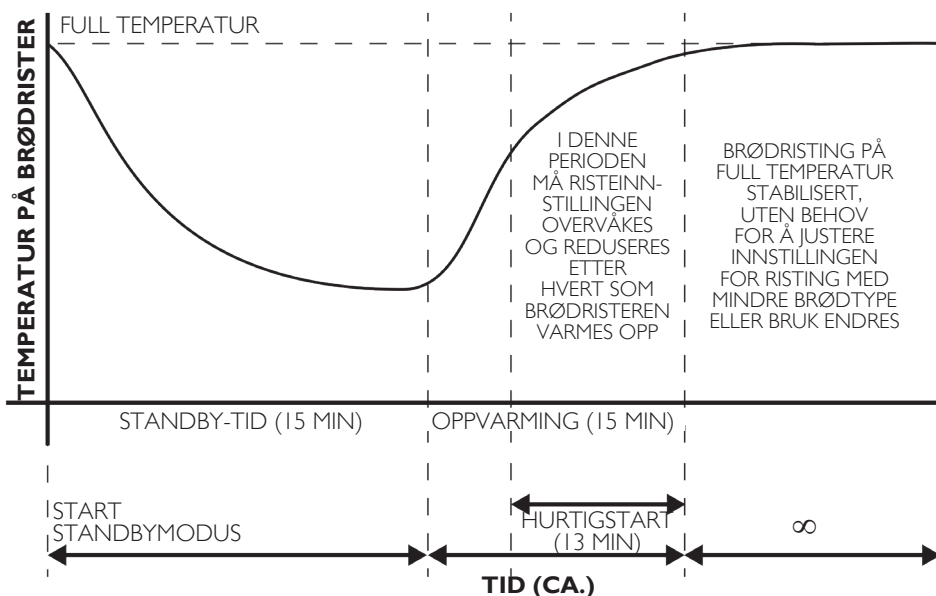 FULL TEMPERATUR
TEMPERATUR PÅ BRØDRISTER
I DENNE
PERIODEN
MÅ RISTEINN-
STILLINGEN
OVERVÅKES
OG REDUSERES
ETTER
HVERT SOM
BRØDRISTEREN
VARMES OPP
BRØDRISTING PÅ
FULL TEMPERATUR
STABILISERT,
UTEN BEHOV
FOR Å JUSTERE
INNSTILLINGEN
FOR RISTING MED
MINDRE BRØDTYPE
ELLER BRUK ENDRES
STANDBY-TID (15 MIN)
OPPVARMING (15 MIN)
START
STANDBYMODUS
HURTIGSTART
(13 MIN)
∞
TID (CA.)